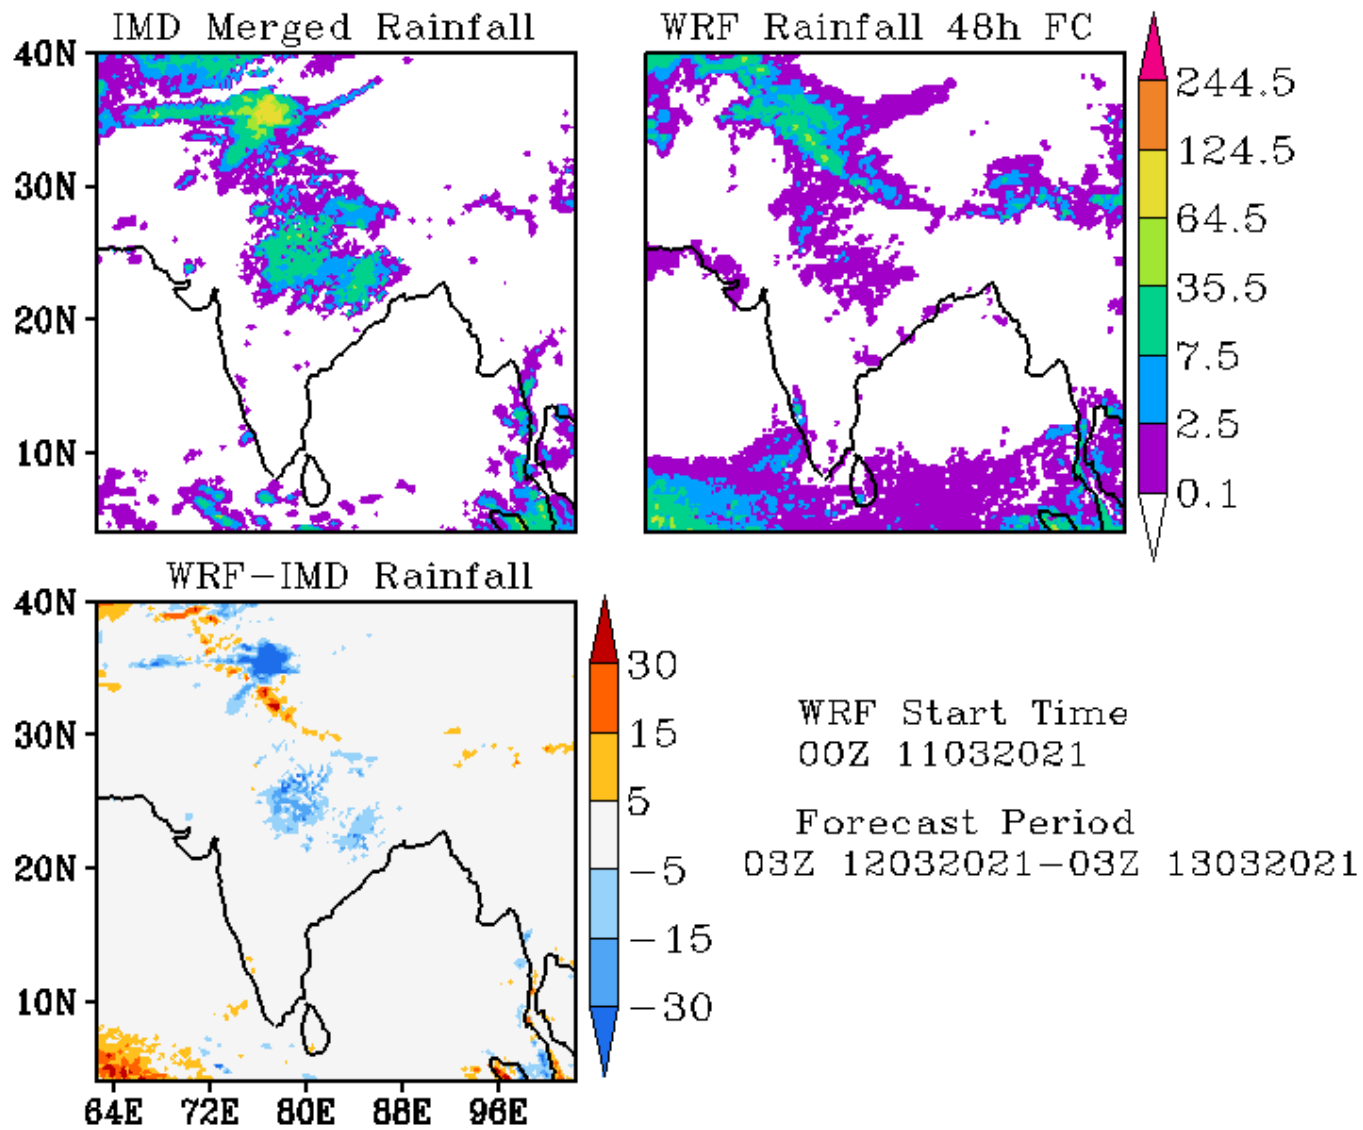 IMD Merged Rainfall
WRF Rainfall 48h FC
40N
30N
20N
10N
244.5
124.5
64.5
35.5
7.5
2.5
0.1
WRF-IMD Rainfall
40N
30N
20N
10N
64E 72E 80E 88E 96E
30
15
5
-5
-15
-30
WRF Start Time
00Z 11032021
Forecast Period
03Z 12032021-03Z 13032021